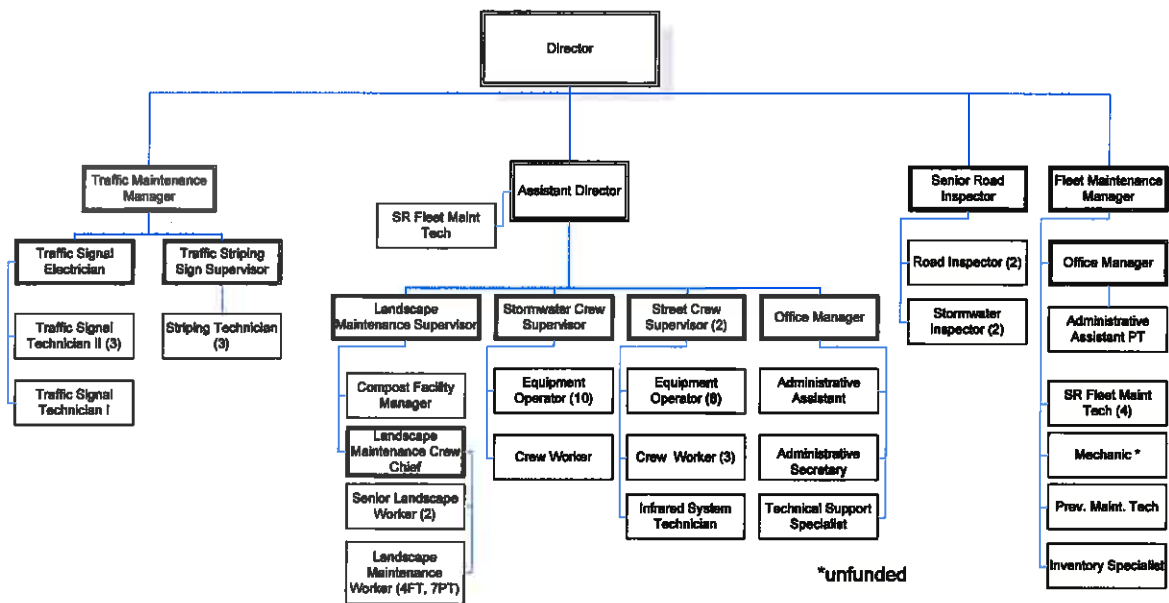 Director
Traffic Maintenance
Manager
Assistant Director
Senior Road
Inspector
Fleet Maintenance
Manager
SR Fleet Maint
Tech
Traffic Signal
Electrician
Traffic Striping
Sign Supervisor
Road Inspector (2)
Office Manager
Landscape
Maintenance Supervisor
Stormwater Crew
Supervisor
Street Crew
Supervisor (2)
Office Manager
Traffic Signal
Technician II (3)
Striping Technician
(3)
Stormwater
Inspector (2)
Administrative
Assistant PT
Traffic Signal
Technician I
Compost Facility
Manager
Equipment
Operator (10)
Equipment
Operator (8)
Administrative
Assistant
SR Fleet Maint
Tech (4)
Landscape
Maintenance Crew
Chief
Crew Worker
Crew Worker (3)
Administrative
Secretary
Mechanic *
Senior Landscape
Worker (2)
Infrared System
Technician
Technical Support
Specialist
Prev. Maint. Tech
Landscape
Maintenance
Worker (4FT, 7PT)
*unfunded
Inventory Specialist